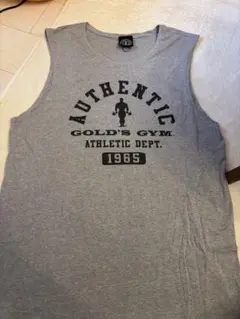 AUTHENTIC
GOLD'S GYM
ATHLETIC DEPT.
1965